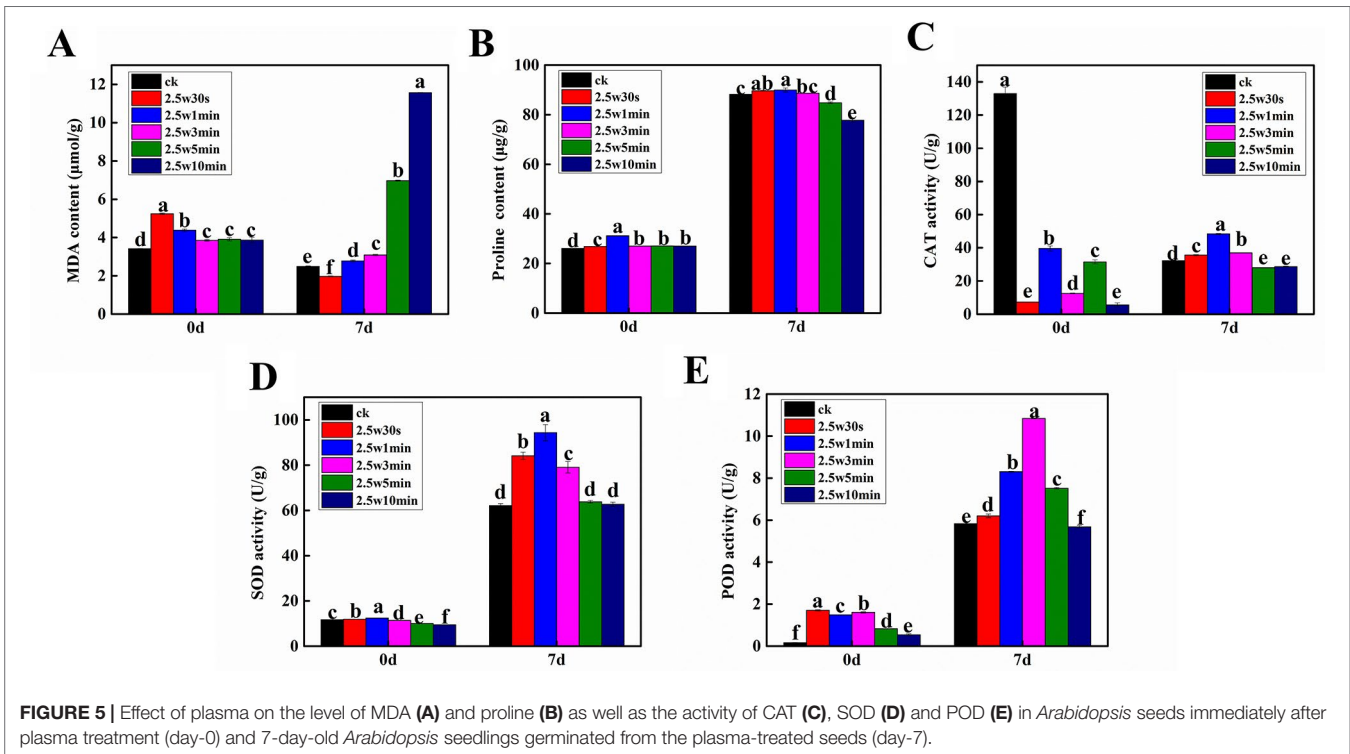 A
MDA content (μmol/g)
12
10
8
6
4
2
0
ck
2.5w30s
2.5w1min
2.5w3min
2.5w5min
2.5w10min
d a b c c c
e f d c b a
0d 7d
B
Proline content (μg/g)
100
80
60
40
20
0
ck
2.5w30s
2.5w1min
2.5w3min
2.5w5min
2.5w10min
d c a b b b
c ab a bc d e
0d 7d
C
CAT activity (U/g)
140
120
100
80
60
40
20
0
ck
2.5w30s
2.5w1min
2.5w3min
2.5w5min
2.5w10min
a e b d c e
d c a b e e
0d 7d
D
SOD activity (U/g)
100
80
60
40
20
0
ck
2.5w30s
2.5w1min
2.5w3min
2.5w5min
2.5w10min
c b a d e f
d b a c d d
0d 7d
E
POD activity (U/g)
12
10
8
6
4
2
0
ck
2.5w30s
2.5w1min
2.5w3min
2.5w5min
2.5w10min
f a c b d e
e d b a c f
0d 7d
FIGURE 5 | Effect of plasma on the level of MDA (A) and proline (B) as well as the activity of CAT (C), SOD (D) and POD (E) in Arabidopsis seeds immediately after
plasma treatment (day-0) and 7-day-old Arabidopsis seedlings germinated from the plasma-treated seeds (day-7).